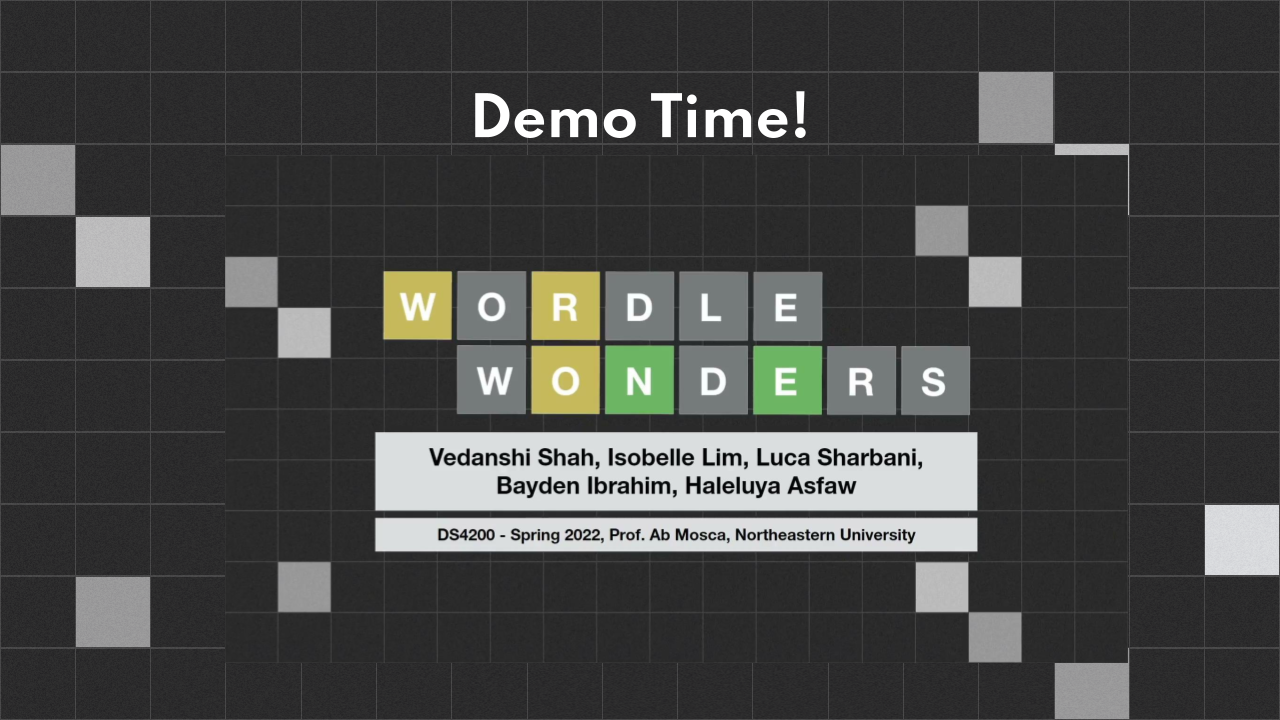 Demo Time!
WORDLE
WONDERS
Vedanshi Shah, Isobelle Lim, Luca Sharbani,
Bayden Ibrahim, Haleluya Asfaw
DS4200 - Spring 2022, Prof. Ab Mosca, Northeastern University